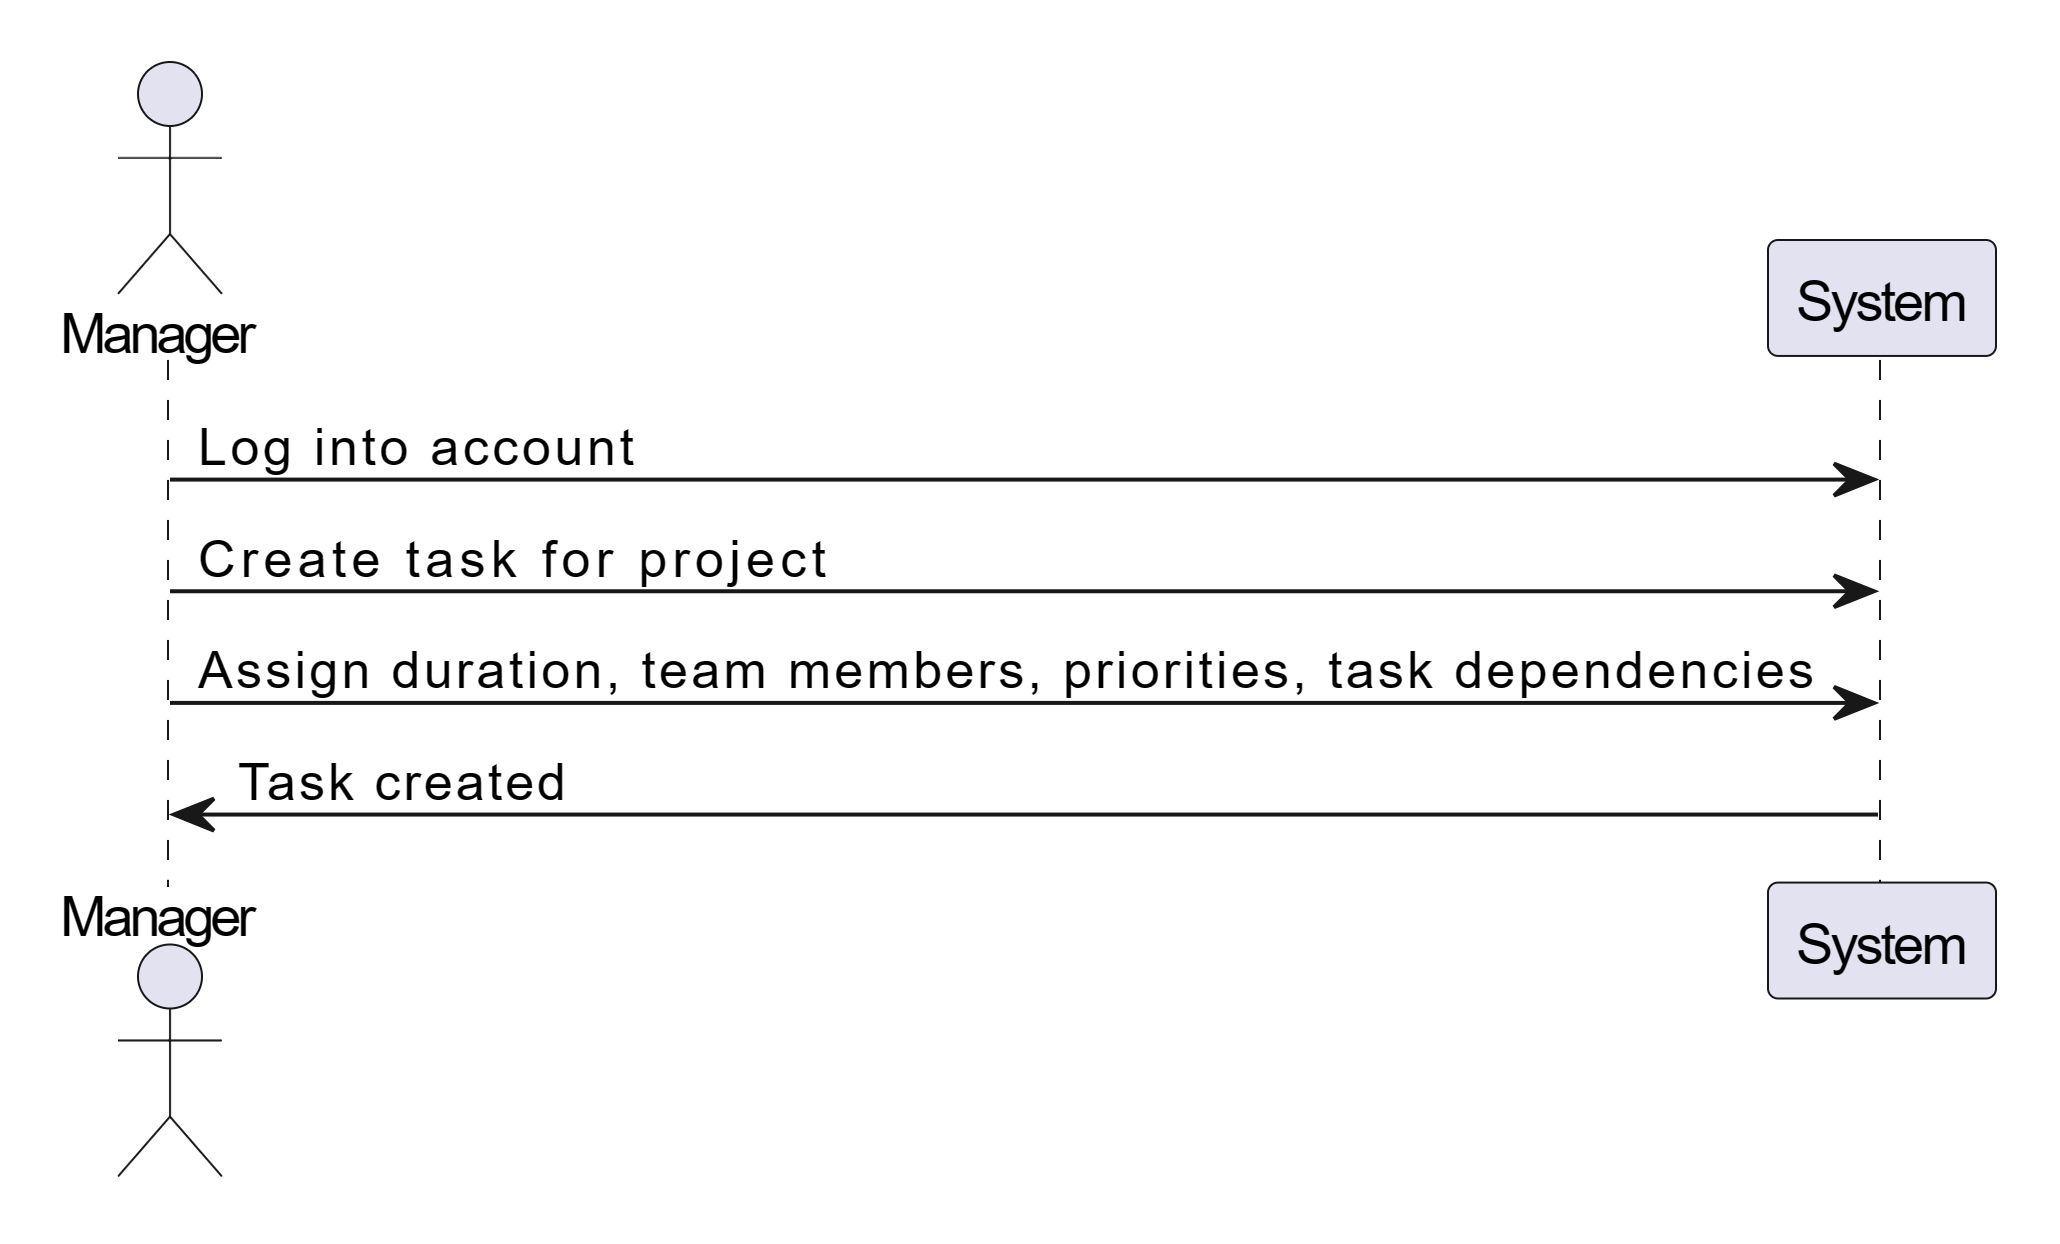 Manager
System
Log into account
Create task for project
Assign duration, team members, priorities, task dependencies
Task created
Manager
System